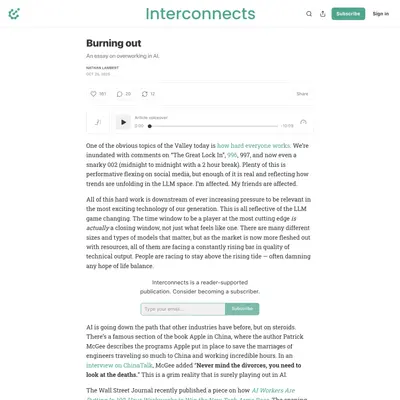 Interconnects
Subscribe
Sign in
Burning out
An essay on overworking in AI.
NATHAN LAMBERT
OCT 25, 2025
Share
Article voiceover
0:00
One of the obvious topics of the Valley today is how hard everyone works. We're
inundated with comments on "The Great Lock In", 996, 997, and now even a
snarky 002 (midnight to midnight with a 2 hour break). Plenty of this is
performative flexing on social media, but enough of it is real and reflecting how
trends are unfolding in the LLM space. I'm affected. My friends are affected.
All of this hard work is downstream of ever increasing pressure to be relevant in
the most exciting technology of our generation. This is all reflective of the LLM
game changing. The time window to be a player at the most cutting edge is
actually a closing window, not just what feels like one. There are many different
sizes and types of models that matter, but as the market is now more fleshed out
with resources, all of them are facing a constantly rising bar in quality of
technical output. People are racing to stay above the rising tide — often damning
any hope of life balance.
Interconnects is a reader-supported
publication. Consider becoming a subscriber.
Type your email...
Subscribe
AI is going down the path that other industries have before, but on steroids.
There's a famous section of the book Apple in China, where the author Patrick
McGee describes the programs Apple put in place to save the marriages of
engineers traveling so much to China and working incredible hours. In an
interview on ChinaTalk, McGee added "Never mind the divorces, you need to
look at the deaths." This is a grim reality that is surely playing out in AI.
The Wall Street Journal recently published a piece on how AI Workers Are